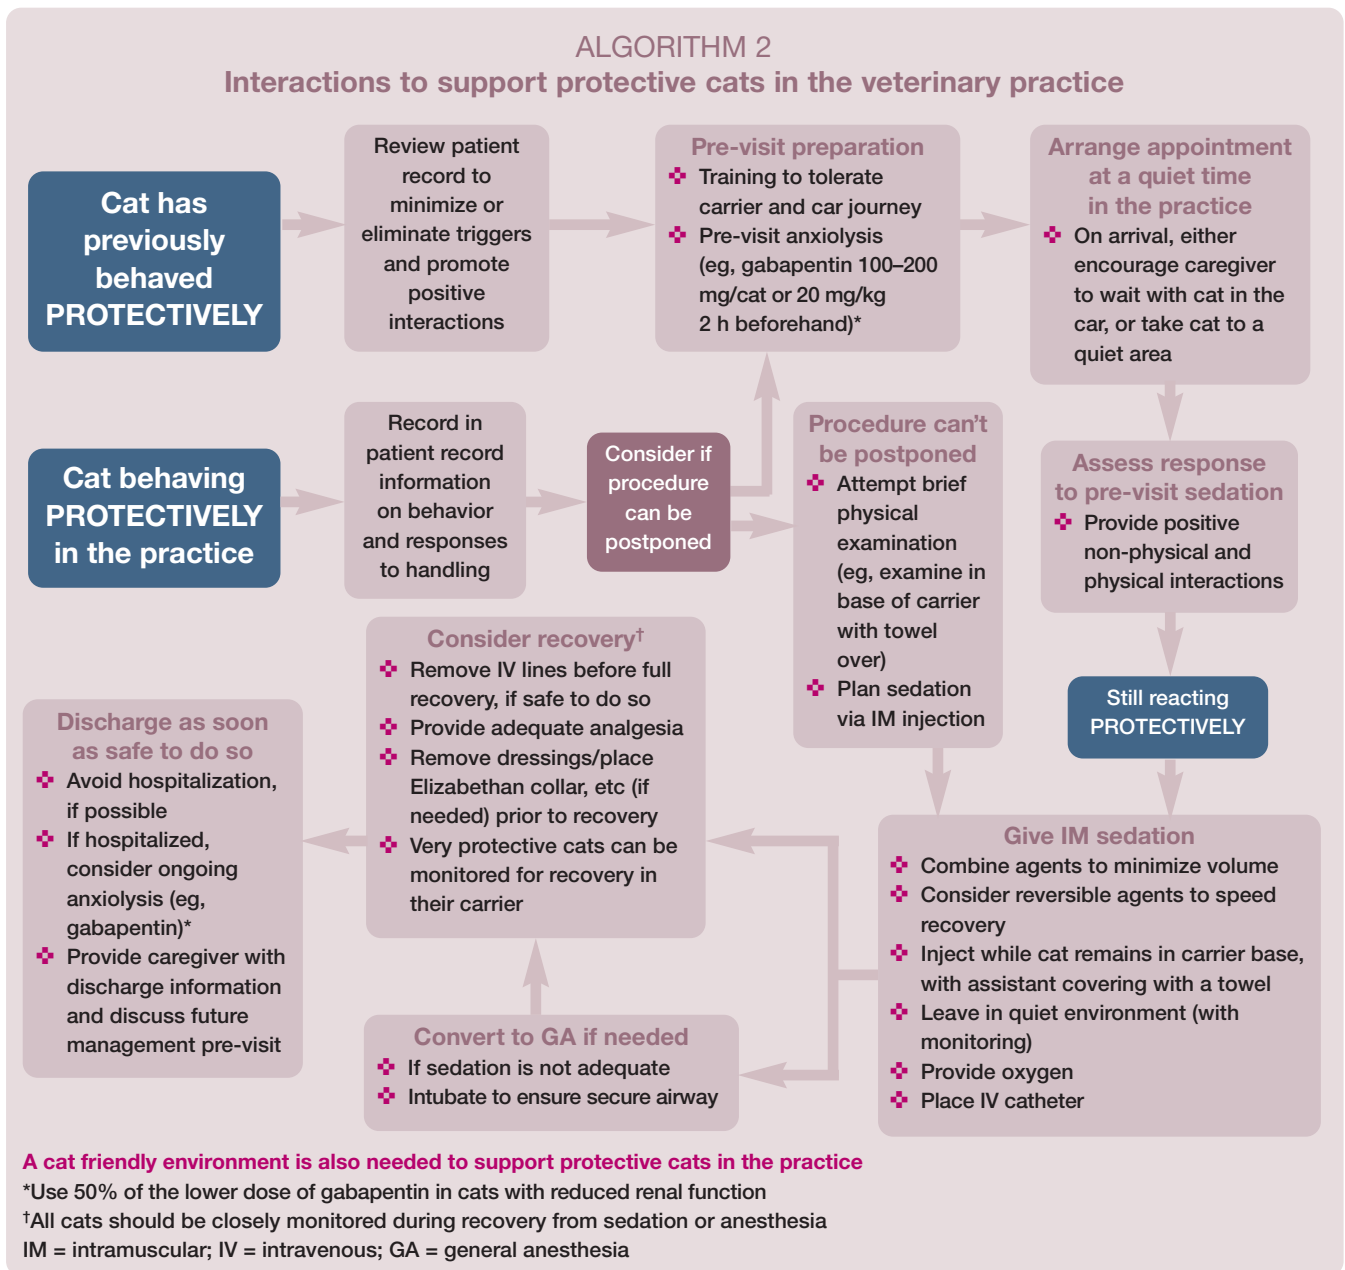 ALGORITHM 2
Interactions to support protective cats in the veterinary practice
Cat has
previously
behaved
PROTECTIVELY
Review patient
record to
minimize or
eliminate triggers
and promote
positive
interactions
Pre-visit preparation
Training to tolerate
carrier and car journey
Pre-visit anxiolysis
(eg, gabapentin 100–200
mg/cat or 20 mg/kg
2 h beforehand)*
Arrange appointment
at a quiet time
in the practice
On arrival, either
encourage caregiver
to wait with cat in the
car, or take cat to a
quiet area
Cat behaving
PROTECTIVELY
in the practice
Record in
patient record
information
on behavior
and responses
to handling
Consider if
procedure
can be
postponed
Procedure can't
be postponed
Attempt brief
physical
examination
(eg, examine in
base of carrier
with towel
over)
Plan sedation
via IM injection
Assess response
to pre-visit sedation
Provide positive
non-physical and
physical interactions
Still reacting
PROTECTIVELY
Give IM sedation
Combine agents to minimize volume
Consider reversible agents to speed
recovery
Inject while cat remains in carrier base,
with assistant covering with a towel
Leave in quiet environment (with
monitoring)
Provide oxygen
Place IV catheter
Consider recovery†
Remove IV lines before full
recovery, if safe to do so
Provide adequate analgesia
Remove dressings/place
Elizabethan collar, etc (if
needed) prior to recovery
Very protective cats can be
monitored for recovery in
their carrier
Convert to GA if needed
If sedation is not adequate
Intubate to ensure secure airway
Discharge as soon
as safe to do so
Avoid hospitalization,
if possible
If hospitalized,
consider ongoing
anxiolysis (eg,
gabapentin)*
Provide caregiver with
discharge information
and discuss future
management pre-visit
A cat friendly environment is also needed to support protective cats in the practice
*Use 50% of the lower dose of gabapentin in cats with reduced renal function
†All cats should be closely monitored during recovery from sedation or anesthesia
IM = intramuscular; IV = intravenous; GA = general anesthesia